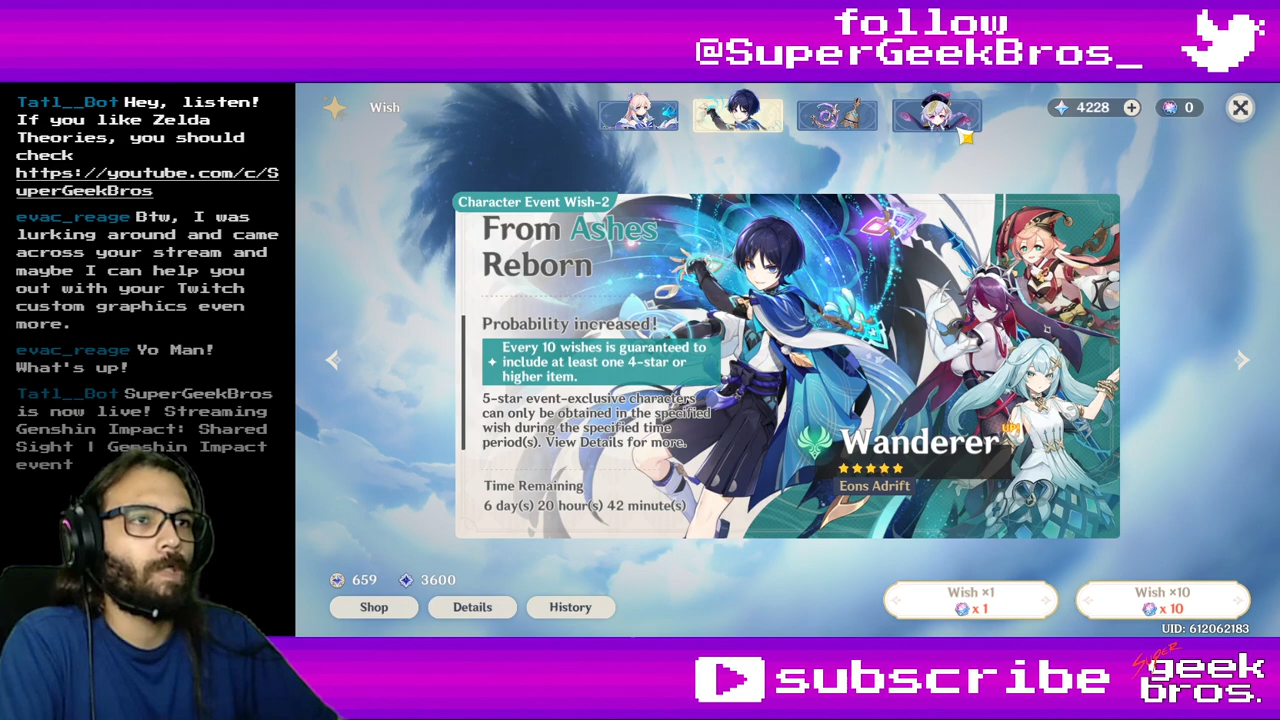 follow
@SuperGeekBros_
Tatl__Bot Hey, listen!
If you like Zelda
Theories, you should
check
https://youtube.com/c/S
uperGeekBros
evac_reage Btw, I was
lurking around and came
across your stream and
maybe I can help you
out with your Twitch
custom graphics even
more.
evac_reage Yo Man!
What's up!
Tatl__Bot SuperGeekBros
is now live! Streaming
Genshin Impact: Shared
Sight | Genshin Impact
event
Wish
4228
0
Character Event Wish-2
From Ashes
Reborn
Probability increased!
Every 10 wishes is guaranteed to
include at least one 4-star or
higher item.
5-star event-exclusive characters
can only be obtained in the specified
wish during the specified time
period(s). View Details for more.
Time Remaining
6 day(s) 20 hour(s) 42 minute(s)
Wanderer
UP!
Eons Adrift
659
3600
Shop
Details
History
Wish ×1
x 1
Wish ×10
x 10
UID: 612062183
subscribe
SUPER
geek
bros.